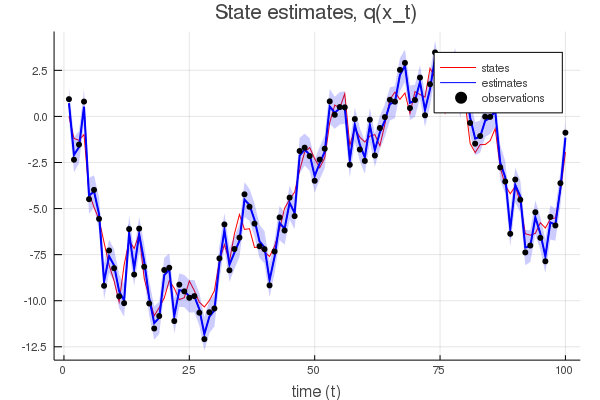 State estimates, q(x_t)
states
estimates
observations
2.5
0.0
-2.5
-5.0
-7.5
-10.0
-12.5
0
25
50
75
100
time (t)